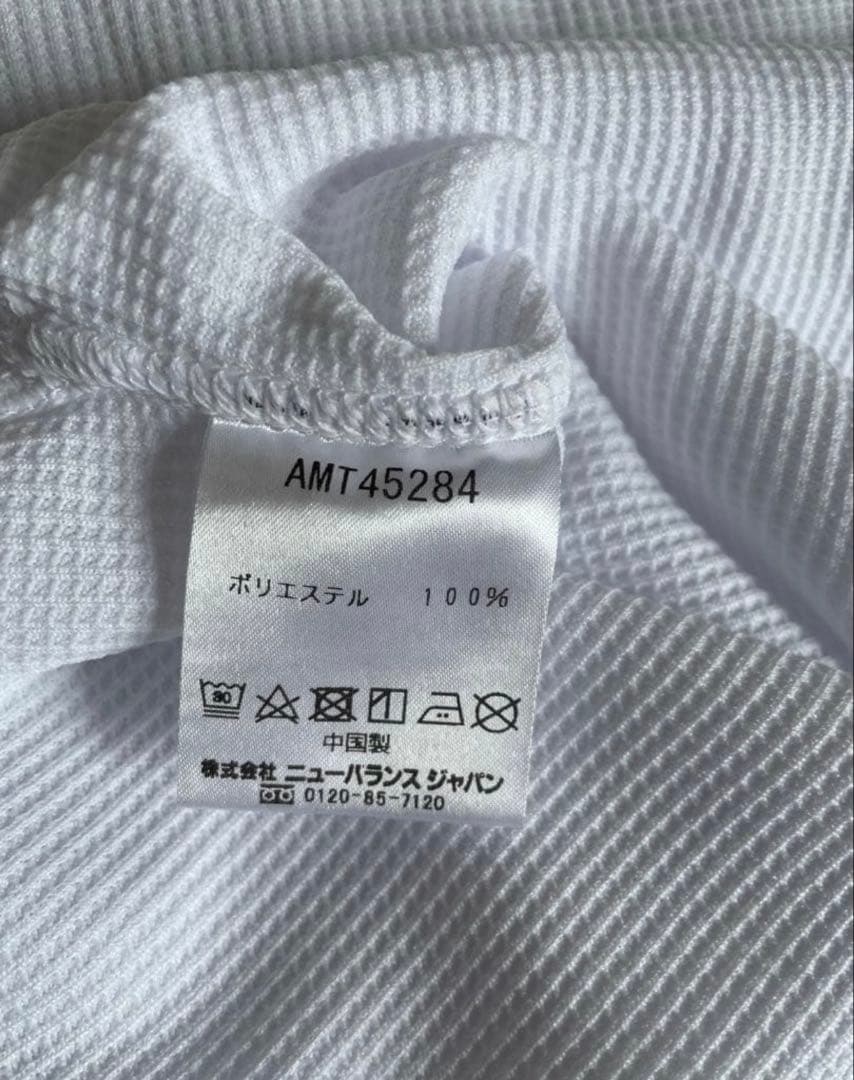 AMT45284
ポリエステル 100%
30
中国製
株式会社 ニューバランス ジャパン
0120-85-7120